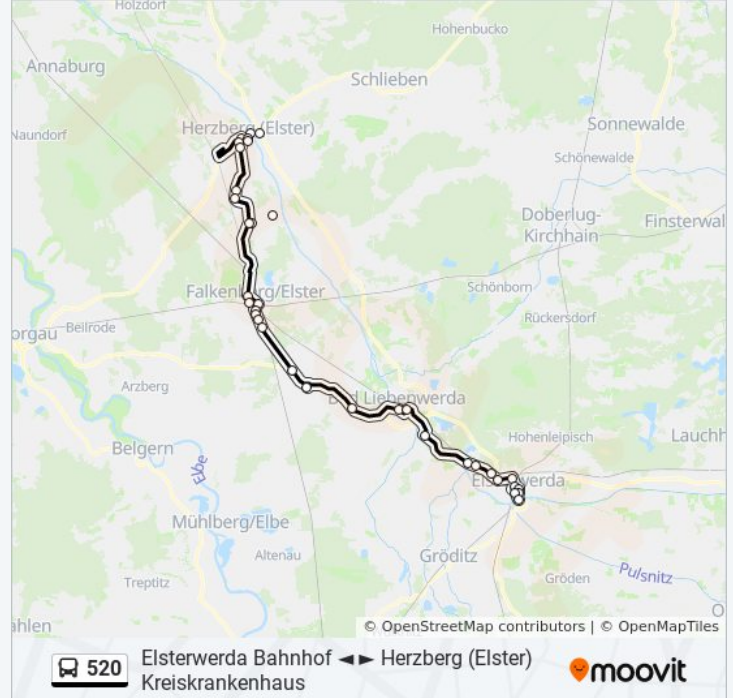 Holzdorf
Hohenbucko
Annaburg
Schlieben
Naundorf
Herzberg (Elster)
Sonnewalde
Schönewalde
Doberlug-
Kirchhain
Finsterwal
Falkenberg/Elster
Schönborn
orgau
Beilrode
Rückersdorf
Arzberg
Bad Liebenwerda
Belgern
Hohenleipisch
Lauchh
Elbe
Elsterwerda
Mühlberg/Elbe
Altenau
Gröditz
Pulsnitz
Treptitz
Gröden
ahlen
© OpenStreetMap contributors | © OpenMapTiles
520
Elsterwerda Bahnhof ◄► Herzberg (Elster)
Kreiskrankenhaus
moovit